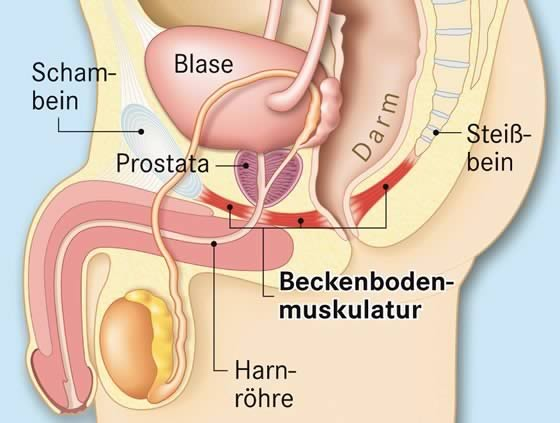 Blase
Scham-
bein
Darm
Steiß-
bein
Prostata
Beckenboden-
muskulatur
Harn-
röhre